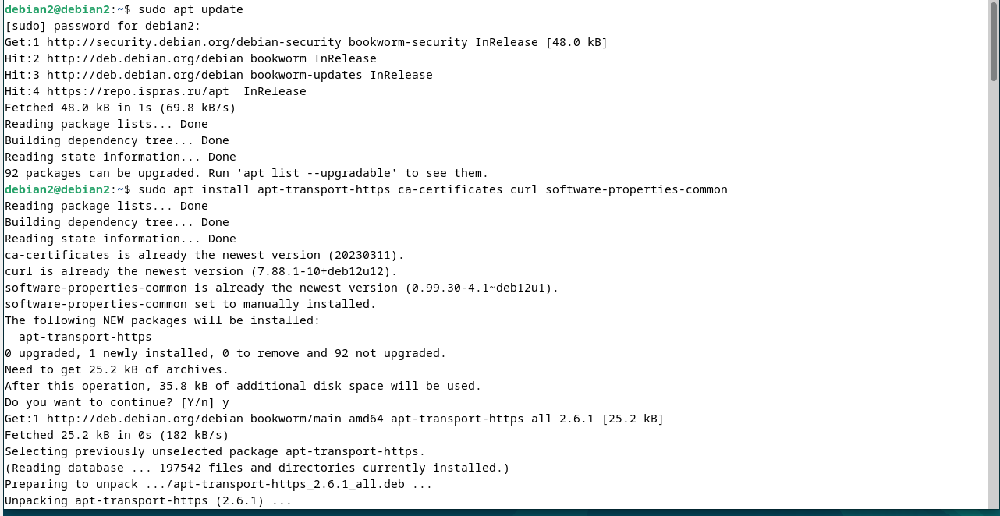 debian2@debian2:~$ sudo apt update
[sudo] password for debian2:
Get:1 http://security.debian.org/debian-security bookworm-security InRelease [48.0 kB]
Hit:2 http://deb.debian.org/debian bookworm InRelease
Hit:3 http://deb.debian.org/debian bookworm-updates InRelease
Hit:4 https://repo.ispras.ru/apt  InRelease
Fetched 48.0 kB in 1s (69.8 kB/s)
Reading package lists... Done
Building dependency tree... Done
Reading state information... Done
92 packages can be upgraded. Run 'apt list --upgradable' to see them.
debian2@debian2:~$ sudo apt install apt-transport-https ca-certificates curl software-properties-common
Reading package lists... Done
Building dependency tree... Done
Reading state information... Done
ca-certificates is already the newest version (20230311).
curl is already the newest version (7.88.1-10+deb12u12).
software-properties-common is already the newest version (0.99.30-4.1~deb12u1).
software-properties-common set to manually installed.
The following NEW packages will be installed:
  apt-transport-https
0 upgraded, 1 newly installed, 0 to remove and 92 not upgraded.
Need to get 25.2 kB of archives.
After this operation, 35.8 kB of additional disk space will be used.
Do you want to continue? [Y/n] y
Get:1 http://deb.debian.org/debian bookworm/main amd64 apt-transport-https all 2.6.1 [25.2 kB]
Fetched 25.2 kB in 0s (182 kB/s)
Selecting previously unselected package apt-transport-https.
(Reading database ... 197542 files and directories currently installed.)
Preparing to unpack .../apt-transport-https_2.6.1_all.deb ...
Unpacking apt-transport-https (2.6.1) ...